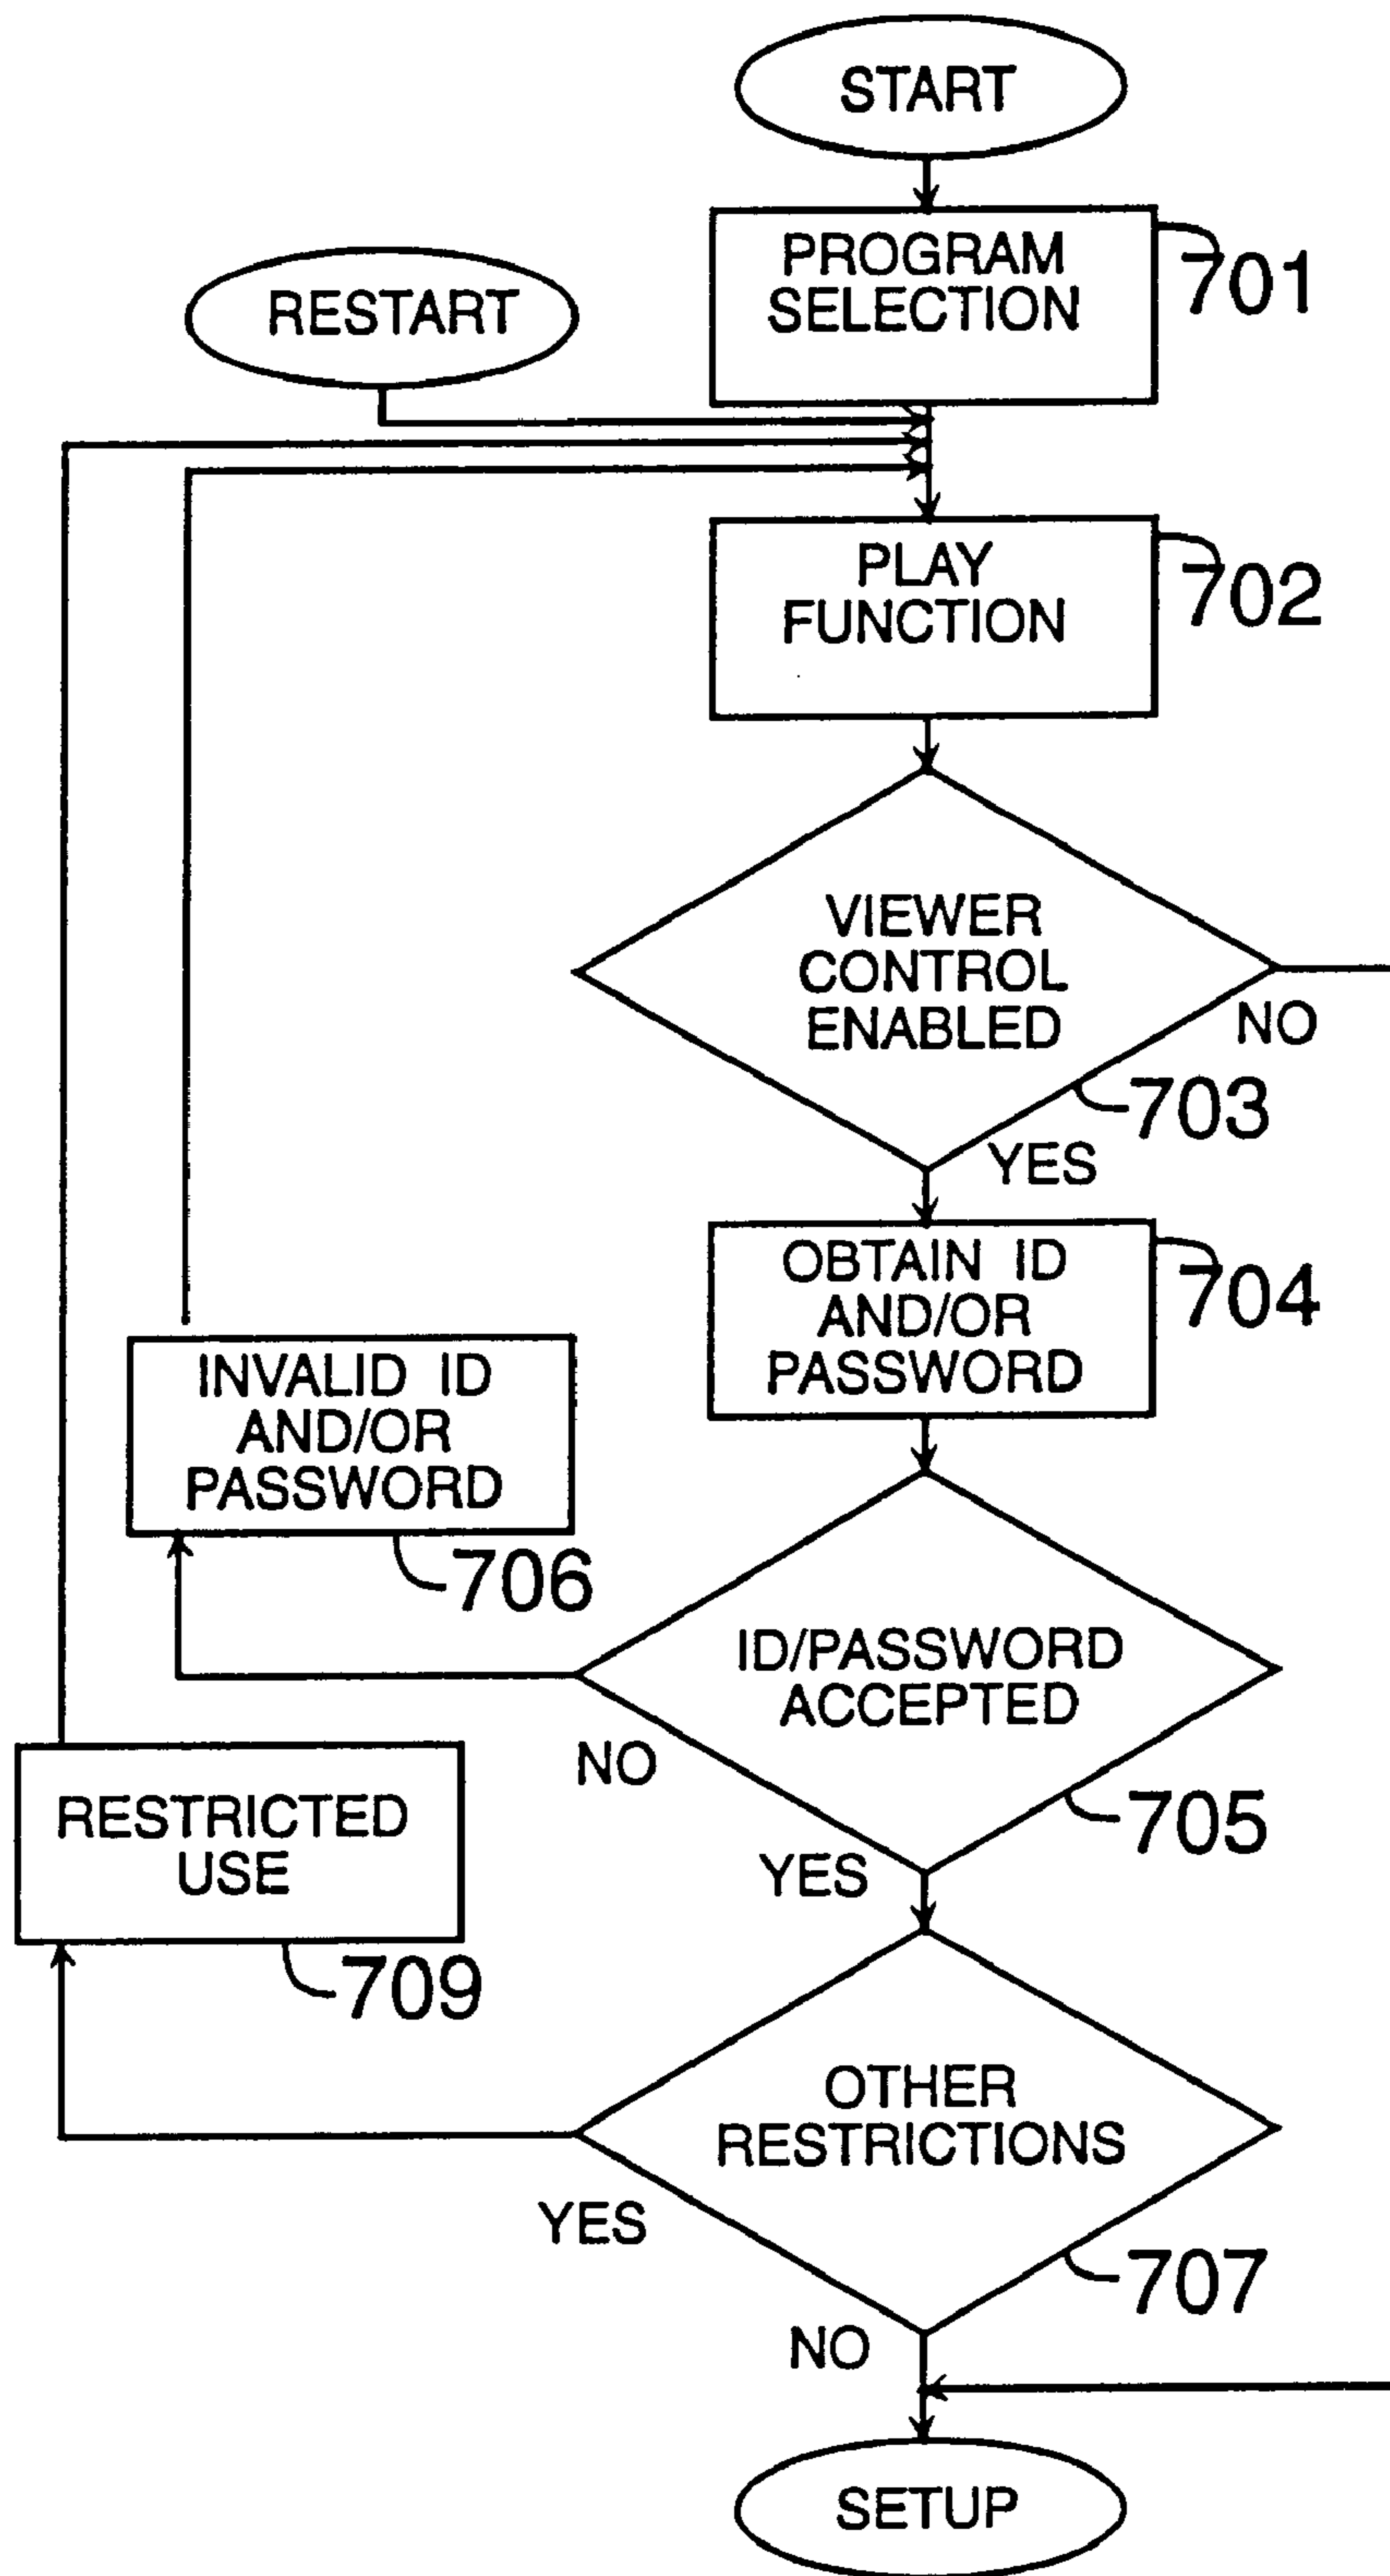 START
PROGRAM
SELECTION
701
RESTART
PLAY
FUNCTION
702
VIEWER
CONTROL
ENABLED
NO
703
YES
OBTAIN ID
AND/OR
PASSWORD
704
INVALID ID
AND/OR
PASSWORD
706
ID/PASSWORD
ACCEPTED
NO
705
YES
RESTRICTED
USE
709
OTHER
RESTRICTIONS
YES
707
NO
SETUP